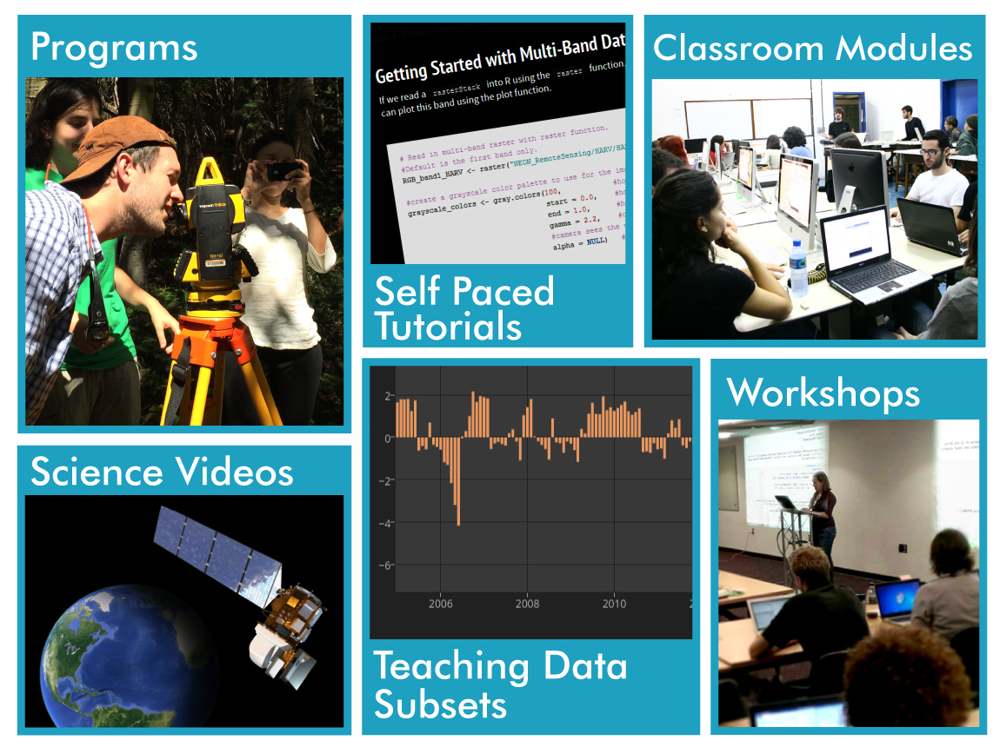 Programs
Getting Started with Multi-Band Dat
If we read a rasterStack into R using the raster function.
can plot this band using the plot function.
# Read in multi-band raster with raster function.
#Default is the first band only.
RGB_band1_HARV <- raster("NEON_RemoteSensing/HARV/HA
#create a grayscale color palette to use for the im
grayscale_colors <- gray.colors(100,
start = 0.0,
end = 1.0,
gamma = 2.2,
#camera sees the
alpha = NULL)
Self Paced
Tutorials
Classroom Modules
Science Videos
2
0
−2
−4
−6
2006
2008
2010
2
Teaching Data
Subsets
Workshops